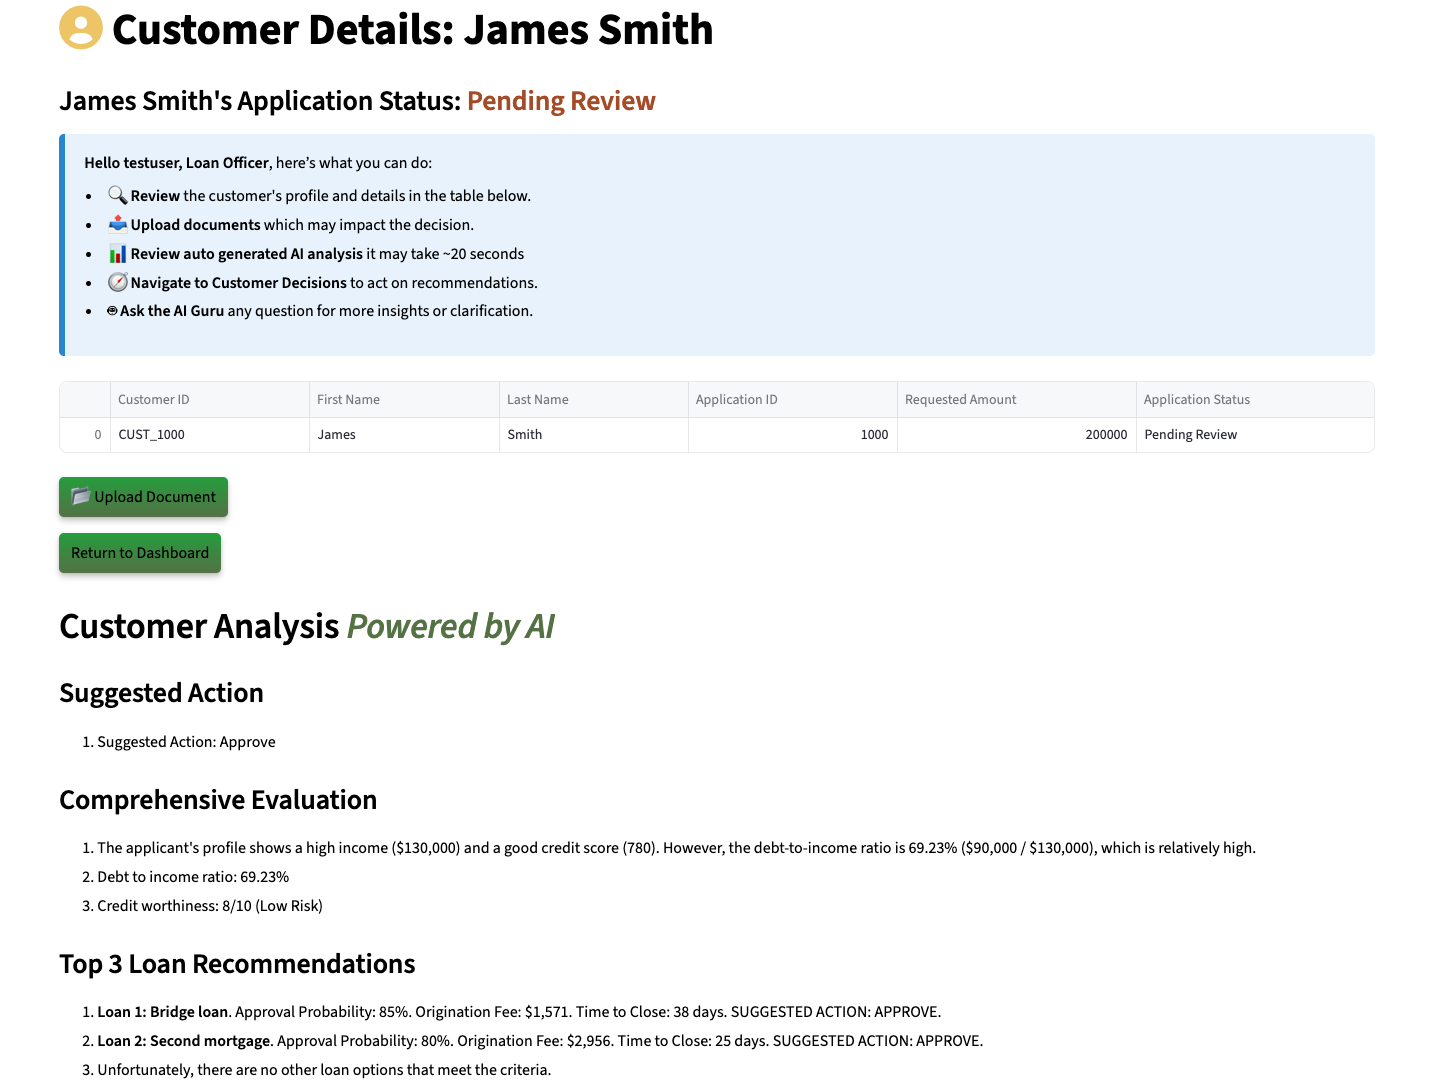 Customer Details: James Smith
James Smith's Application Status: Pending Review
Hello testuser, Loan Officer, here’s what you can do:
• 🔍 Review the customer's profile and details in the table below.
• 📤 Upload documents which may impact the decision.
• 📊 Review auto generated AI analysis it may take ~20 seconds
• 🧭 Navigate to Customer Decisions to act on recommendations.
• Ask the AI Guru any question for more insights or clarification.
Customer ID First Name Last Name Application ID Requested Amount Application Status
0 CUST_1000 James Smith 1000 200000 Pending Review
📂 Upload Document
Return to Dashboard
Customer Analysis Powered by AI
Suggested Action
1. Suggested Action: Approve
Comprehensive Evaluation
1. The applicant's profile shows a high income ($130,000) and a good credit score (780). However, the debt-to-income ratio is 69.23% ($90,000 / $130,000), which is relatively high.
2. Debt to income ratio: 69.23%
3. Credit worthiness: 8/10 (Low Risk)
Top 3 Loan Recommendations
1. Loan 1: Bridge loan. Approval Probability: 85%. Origination Fee: $1,571. Time to Close: 38 days. SUGGESTED ACTION: APPROVE.
2. Loan 2: Second mortgage. Approval Probability: 80%. Origination Fee: $2,956. Time to Close: 25 days. SUGGESTED ACTION: APPROVE.
3. Unfortunately, there are no other loan options that meet the criteria.